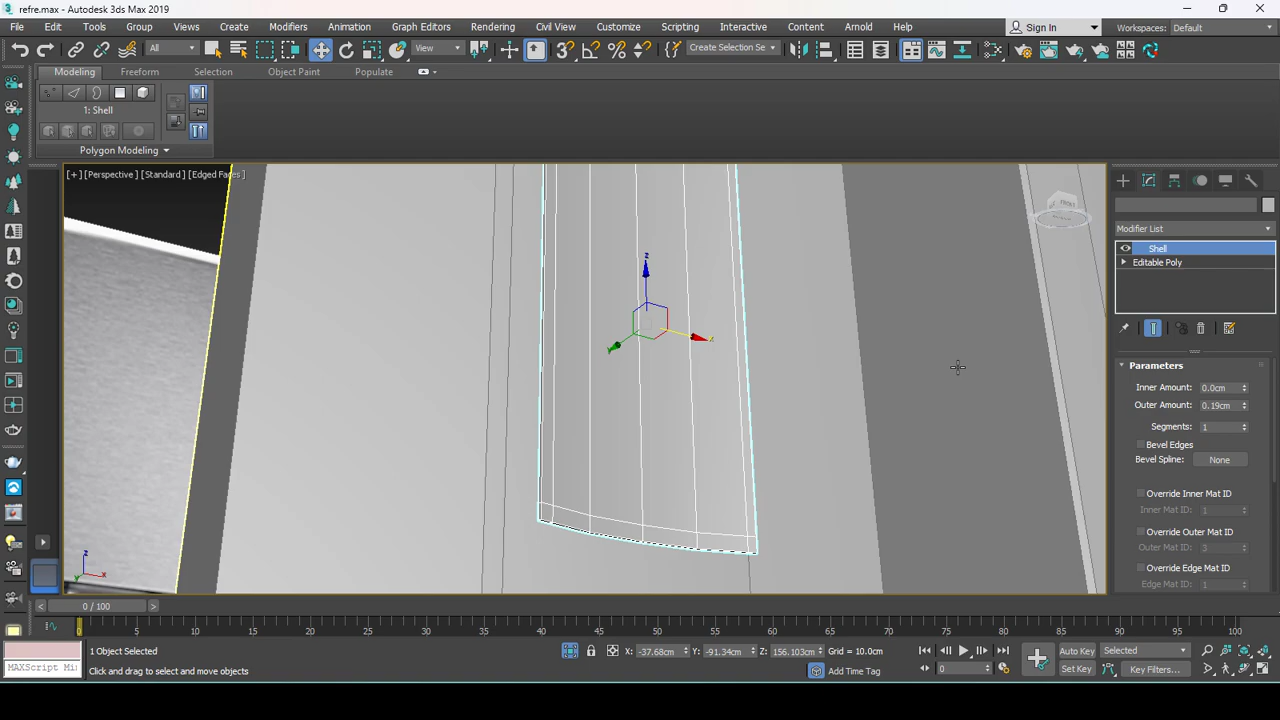 refre.max - Autodesk 3ds Max 2019
File Edit Tools Group Views Create Modifiers Animation Graph Editors Rendering Civil View Customize Scripting Interactive Content Arnold Help Sign In Workspaces: Default
All View Create Selection Se
Modeling Freeform Selection Object Paint Populate
1: Shell
Polygon Modeling
[+] [Perspective] [Standard] [Edged Faces]
FRONT
Modifier List
Shell
Editable Poly
z
x
y
Parameters
Inner Amount: 0.0cm
Outer Amount: 0.19cm
Segments: 1
Bevel Edges
Bevel Spline: None
Override Inner Mat ID
Inner Mat ID: 1
Override Outer Mat ID
Outer Mat ID: 3
Override Edge Mat ID
Edge Mat ID: 1
z
x
y
0 / 100
0 5 10 15 20 25 30 35 40 45 50 55 60 65 70 75 80 85 90 95 100
1 Object Selected X: -37.68cm Y: -91.34cm Z: 156.103cm Grid = 10.0cm Auto Key Selected
MAXScript Mi Click and drag to select and move objects Add Time Tag 0 Set Key Key Filters...